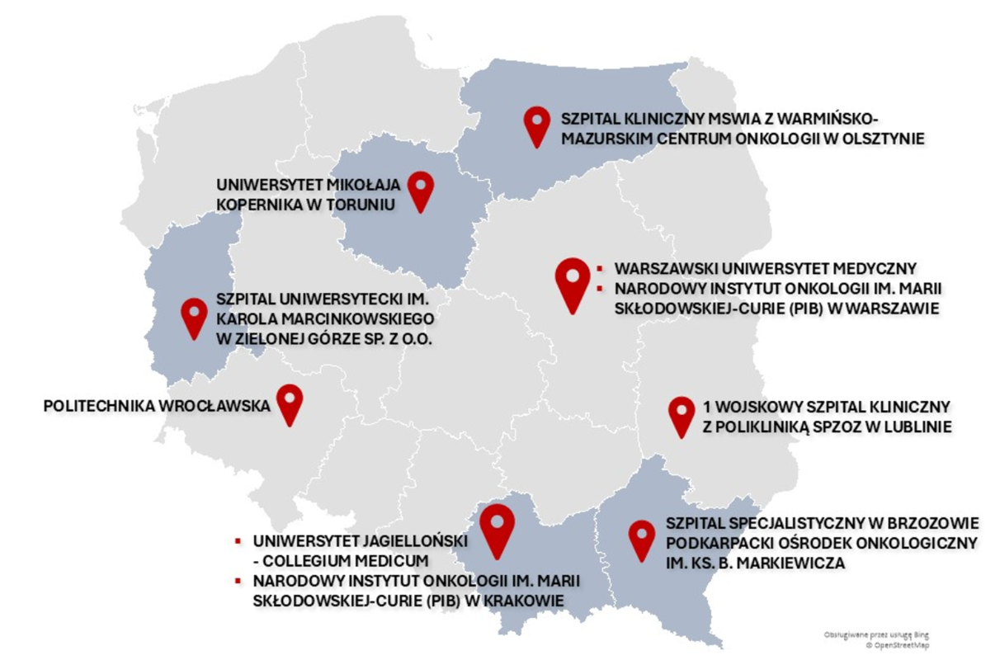 SZPITAL KLINICZNY MSWIA Z WARMIŃSKO-
MAZURSKIM CENTRUM ONKOLOGII W OLSZTYNIE
UNIWERSYTET MIKOŁAJA
KOPERNIKA W TORUNIU
▪ WARSZAWSKI UNIWERSYTET MEDYCZNY
▪ NARODOWY INSTYTUT ONKOLOGII IM. MARII
SKŁODOWSKIEJ-CURIE (PIB) W WARSZAWIE
SZPITAL UNIWERSYTECKI IM.
KAROLA MARCINKOWSKIEGO
W ZIELONEJ GÓRZE SP. Z O.O.
POLITECHNIKA WROCŁAWSKA
1 WOJSKOWY SZPITAL KLINICZNY
Z POLIKLINIKĄ SPZOZ W LUBLINIE
SZPITAL SPECJALISTYCZNY W BRZOZOWIE
PODKARPACKI OŚRODEK ONKOLOGICZNY
IM. KS. B. MARKIEWICZA
▪ UNIWERSYTET JAGIELLOŃSKI
- COLLEGIUM MEDICUM
▪ NARODOWY INSTYTUT ONKOLOGII IM. MARII
SKŁODOWSKIEJ-CURIE (PIB) W KRAKOWIE
Obsługiwane przez usługę Bing
© OpenStreetMap